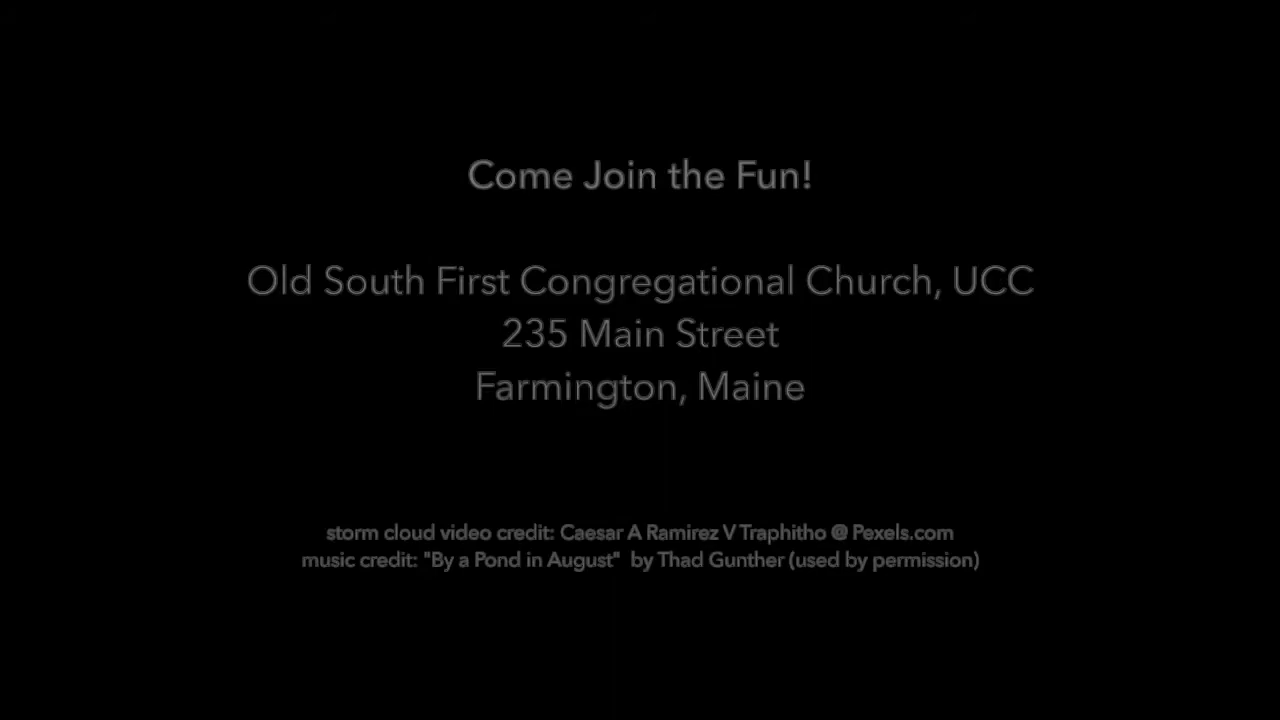 Come Join the Fun!
Old South First Congregational Church, UCC
235 Main Street
Farmington, Maine
storm cloud video credit: Caesar A Ramirez V Traphitho @ Pexels.com
music credit: "By a Pond in August"  by Thad Gunther (used by permission)